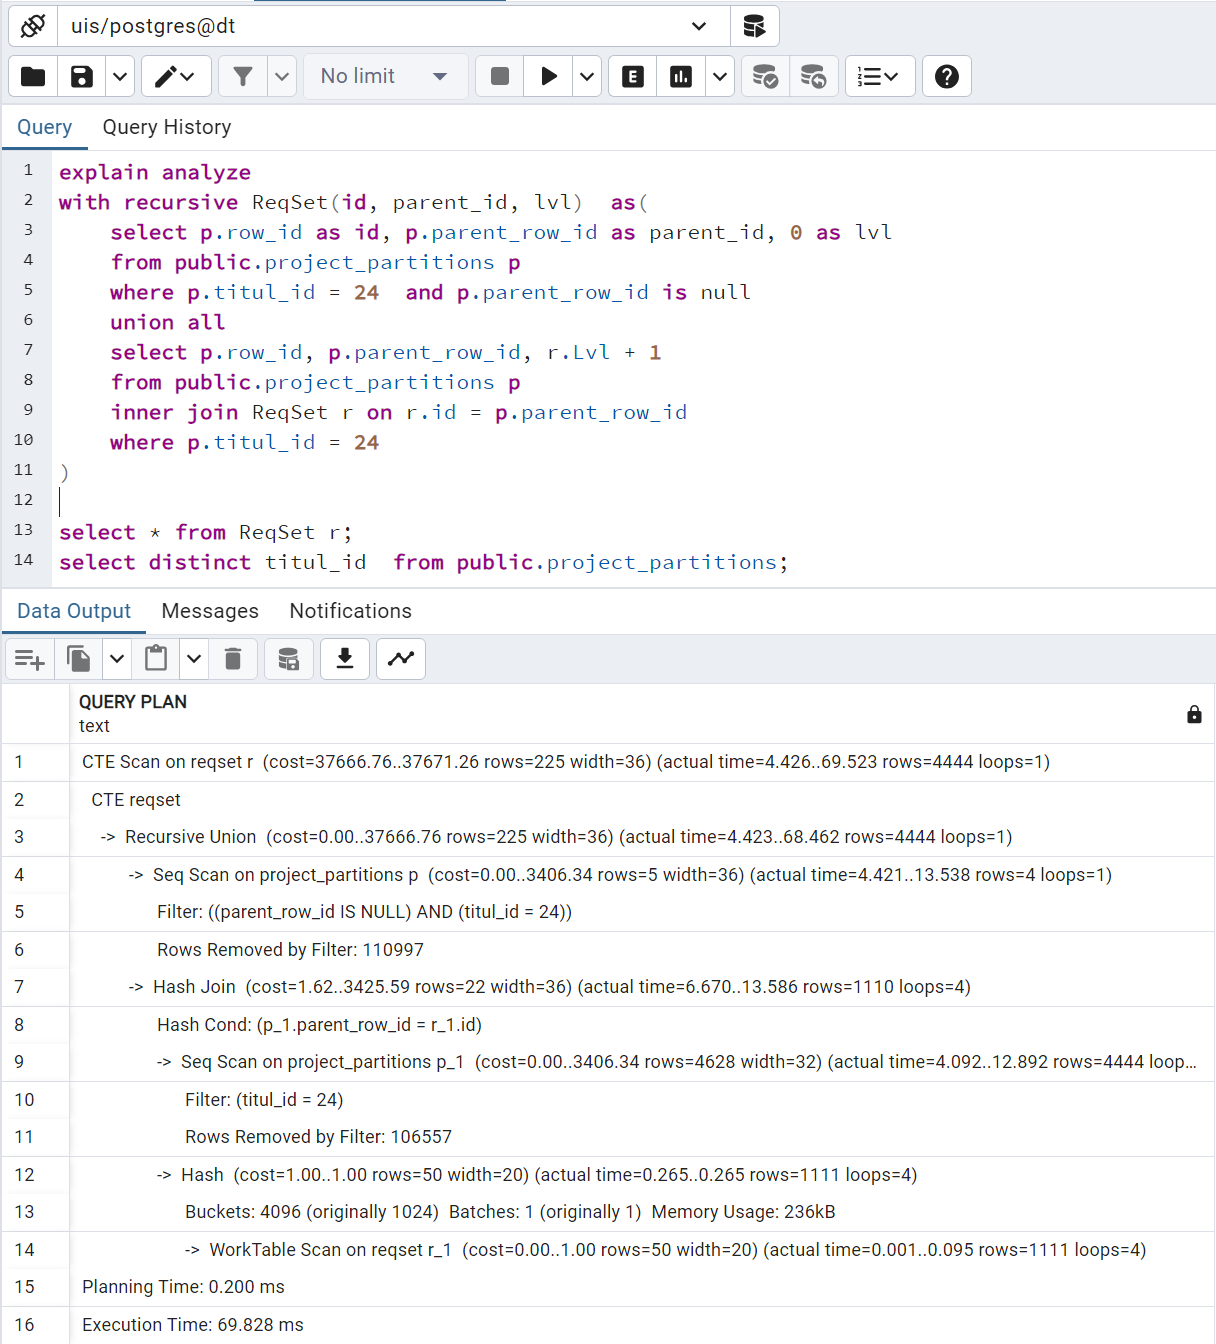 uis/postgres@dt
No limit
E
Query Query History
1 explain analyze
2 with recursive ReqSet(id, parent_id, lvl)  as(
3     select p.row_id as id, p.parent_row_id as parent_id, 0 as lvl
4     from public.project_partitions p
5     where p.titul_id = 24  and p.parent_row_id is null
6     union all
7     select p.row_id, p.parent_row_id, r.Lvl + 1
8     from public.project_partitions p
9     inner join ReqSet r on r.id = p.parent_row_id
10     where p.titul_id = 24
11 )
12
13 select * from ReqSet r;
14 select distinct titul_id  from public.project_partitions;
Data Output Messages Notifications
QUERY PLAN
text
1 CTE Scan on reqset r  (cost=37666.76..37671.26 rows=225 width=36) (actual time=4.426..69.523 rows=4444 loops=1)
2 CTE reqset
3 -> Recursive Union  (cost=0.00..37666.76 rows=225 width=36) (actual time=4.423..68.462 rows=4444 loops=1)
4 -> Seq Scan on project_partitions p  (cost=0.00..3406.34 rows=5 width=36) (actual time=4.421..13.538 rows=4 loops=1)
5 Filter: ((parent_row_id IS NULL) AND (titul_id = 24))
6 Rows Removed by Filter: 110997
7 -> Hash Join  (cost=1.62..3425.59 rows=22 width=36) (actual time=6.670..13.586 rows=1110 loops=4)
8 Hash Cond: (p_1.parent_row_id = r_1.id)
9 -> Seq Scan on project_partitions p_1  (cost=0.00..3406.34 rows=4628 width=32) (actual time=4.092..12.892 rows=4444 loop...
10 Filter: (titul_id = 24)
11 Rows Removed by Filter: 106557
12 -> Hash  (cost=1.00..1.00 rows=50 width=20) (actual time=0.265..0.265 rows=1111 loops=4)
13 Buckets: 4096 (originally 1024)  Batches: 1 (originally 1)  Memory Usage: 236kB
14 -> WorkTable Scan on reqset r_1  (cost=0.00..1.00 rows=50 width=20) (actual time=0.001..0.095 rows=1111 loops=4)
15 Planning Time: 0.200 ms
16 Execution Time: 69.828 ms